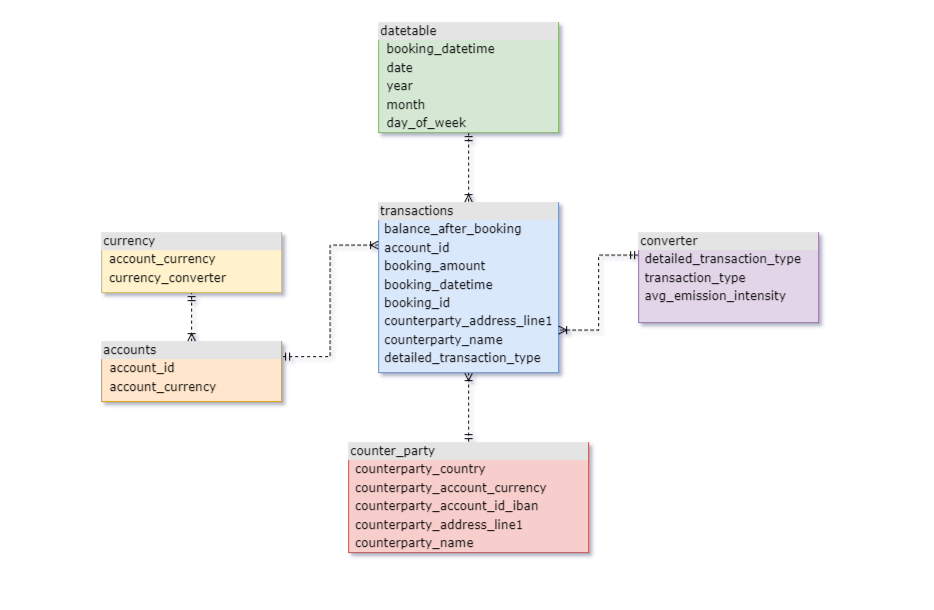 datetable
booking_datetime
date
year
month
day_of_week
transactions
balance_after_booking
account_id
booking_amount
booking_datetime
booking_id
counterparty_address_line1
counterparty_name
detailed_transaction_type
currency
account_currency
currency_converter
accounts
account_id
account_currency
converter
detailed_transaction_type
transaction_type
avg_emission_intensity
counter_party
counterparty_country
counterparty_account_currency
counterparty_account_id_iban
counterparty_address_line1
counterparty_name